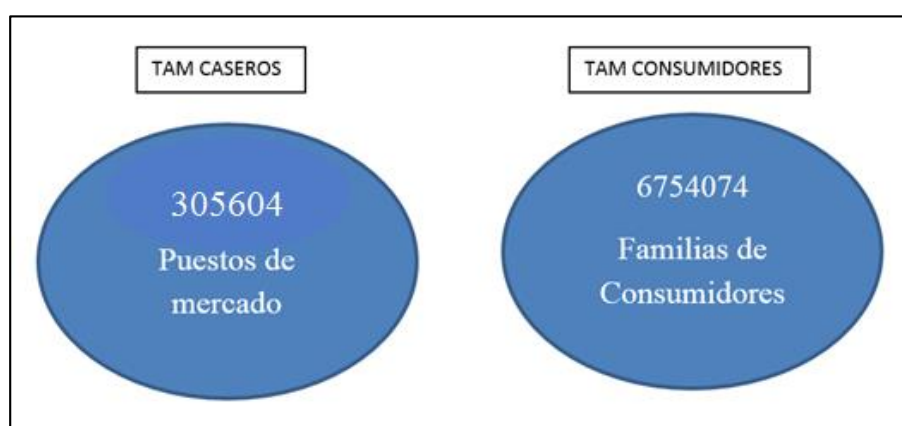 TAM CASEROS
305604
Puestos de
mercado
TAM CONSUMIDORES
6754074
Familias de
Consumidores